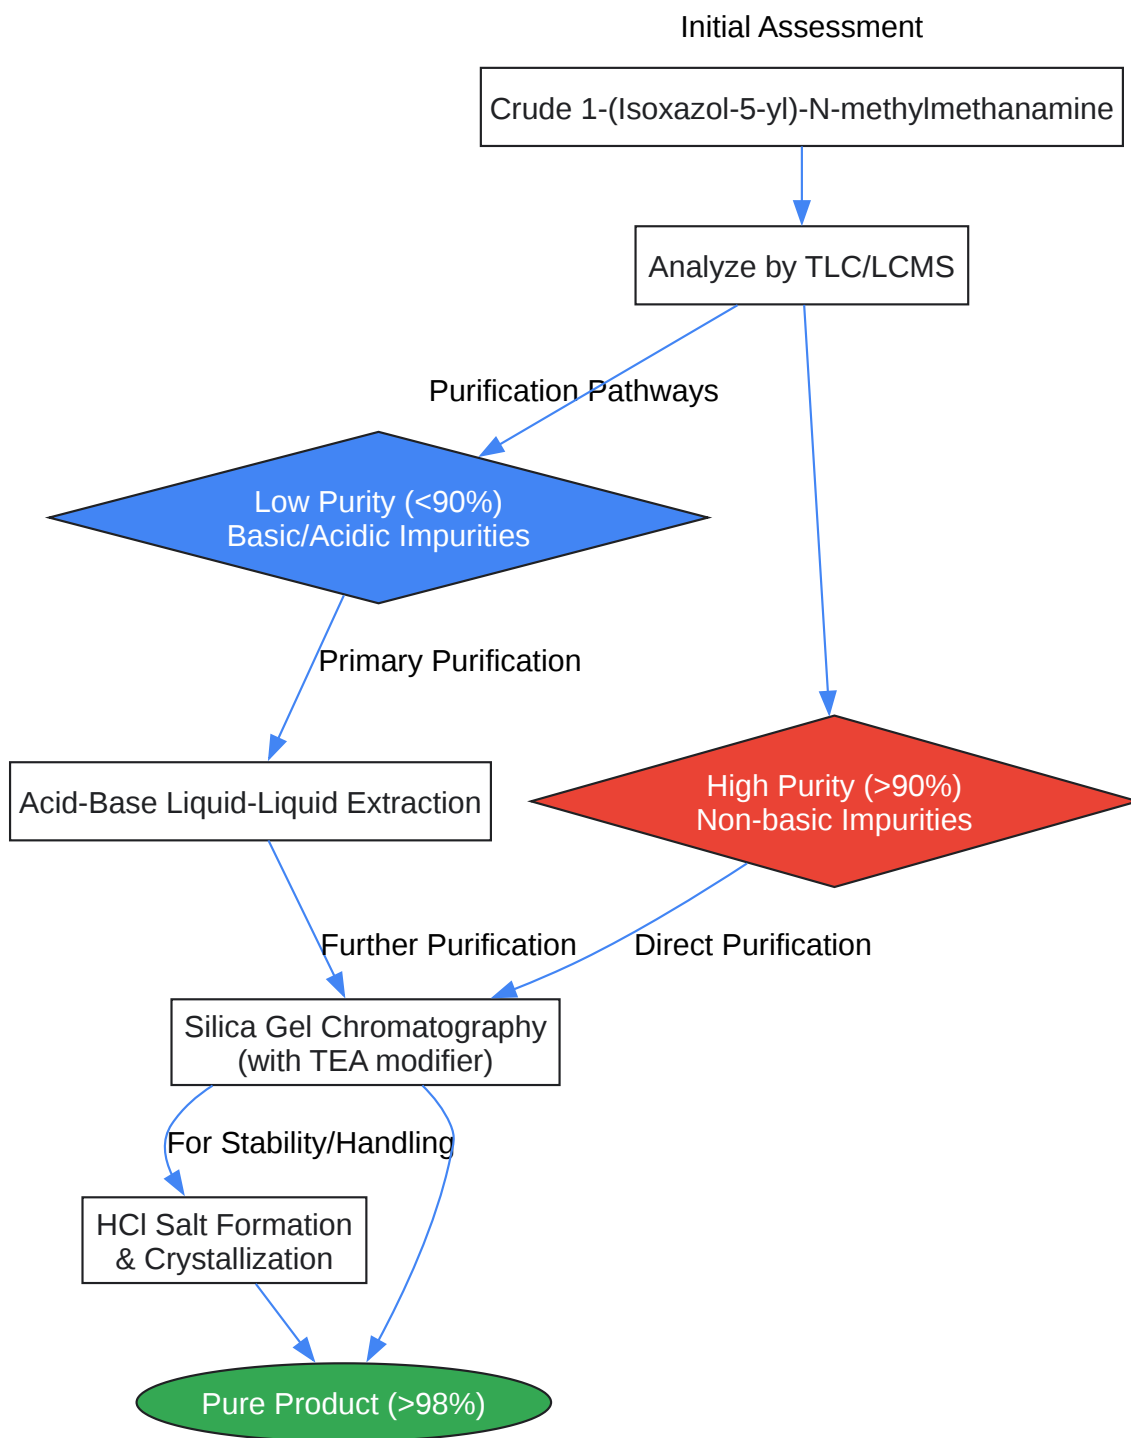 Initial Assessment
Crude 1-(Isoxazol-5-yl)-N-methylmethanamine
Analyze by TLC/LCMS
Purification Pathways
Low Purity (<90%)
Basic/Acidic Impurities
Primary Purification
Acid-Base Liquid-Liquid Extraction
High Purity (>90%)
Non-basic Impurities
Further Purification
Direct Purification
Silica Gel Chromatography
(with TEA modifier)
For Stability/Handling
HCl Salt Formation
& Crystallization
Pure Product (>98%)